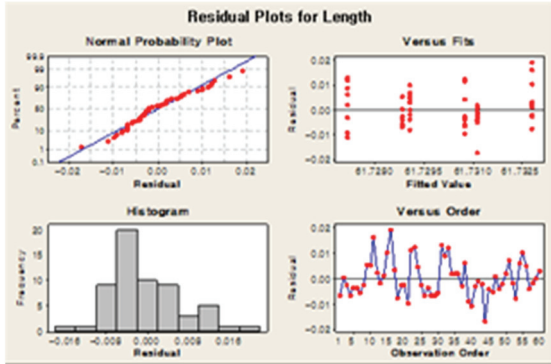 Residual Plots for Length
Normal Probability Plot
99.9
99
90
50
10
1
0.1
Percent
-0.02 -0.01 0.00 0.01 0.02
Residual
Versus Fits
0.02
0.01
0.00
-0.01
-0.02
Residual
61.7280 61.7295 61.7310 61.7325
Fitted Value
Histogram
20
15
10
5
0
Frequency
-0.016 -0.008 0.000 0.008 0.016
Residual
Versus Order
0.02
0.01
0.00
-0.01
-0.02
Residual
1 5 10 15 20 25 30 35 40 45 50 55 60
Observation Order